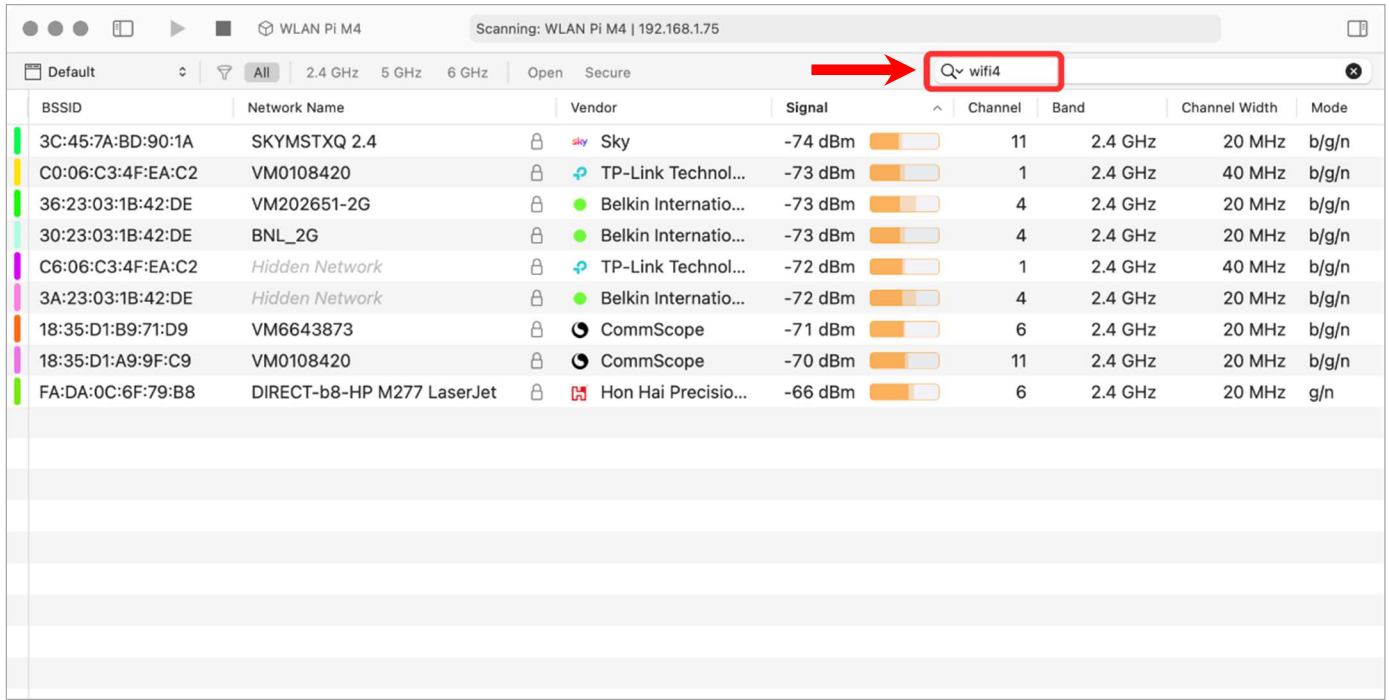 WLAN Pi M4 Scanning: WLAN Pi M4 | 192.168.1.75
Default All 2.4 GHz 5 GHz 6 GHz Open Secure wifi4
BSSID Network Name Vendor Signal Channel Band Channel Width Mode
3C:45:7A:BD:90:1A SKYMSTXQ 2.4 sky Sky -74 dBm 11 2.4 GHz 20 MHz b/g/n
C0:06:C3:4F:EA:C2 VM0108420 TP-Link Technol... -73 dBm 1 2.4 GHz 40 MHz b/g/n
36:23:03:1B:42:DE VM202651-2G Belkin Internatio... -73 dBm 4 2.4 GHz 20 MHz b/g/n
30:23:03:1B:42:DE BNL_2G Belkin Internatio... -73 dBm 4 2.4 GHz 20 MHz b/g/n
C6:06:C3:4F:EA:C2 Hidden Network TP-Link Technol... -72 dBm 1 2.4 GHz 40 MHz b/g/n
3A:23:03:1B:42:DE Hidden Network Belkin Internatio... -72 dBm 4 2.4 GHz 20 MHz b/g/n
18:35:D1:B9:71:D9 VM6643873 CommScope -71 dBm 6 2.4 GHz 20 MHz b/g/n
18:35:D1:A9:9F:C9 VM0108420 CommScope -70 dBm 11 2.4 GHz 20 MHz b/g/n
FA:DA:0C:6F:79:B8 DIRECT-b8-HP M277 LaserJet Hon Hai Precisio... -66 dBm 6 2.4 GHz 20 MHz g/n